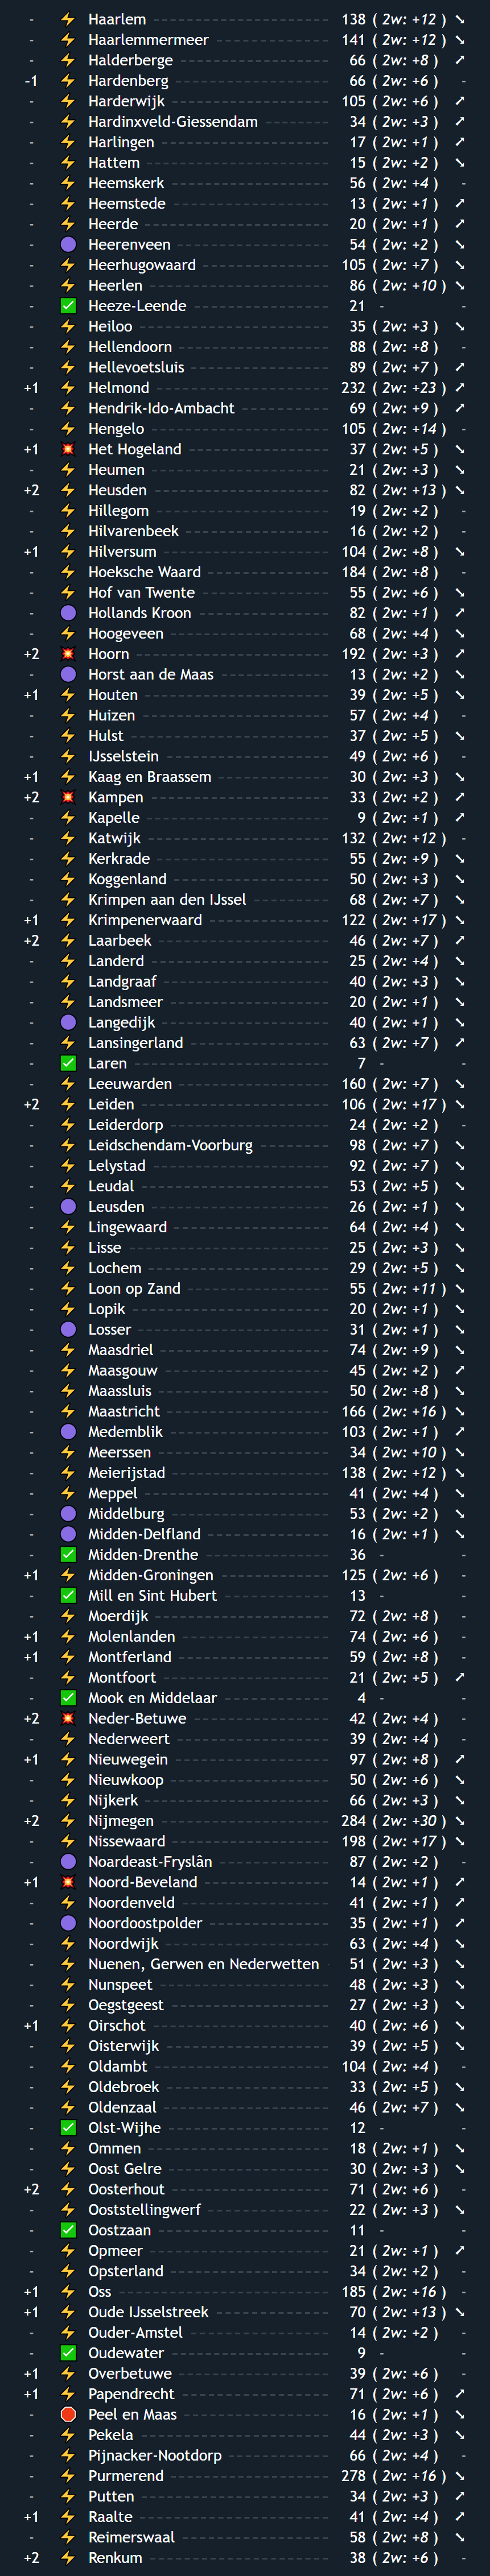 - ⚡ Haarlem 138 ( 2w: +12 ) ➘
- ⚡ Haarlemmermeer 141 ( 2w: +12 ) ➘
- ⚡ Halderberge 66 ( 2w: +8 ) ➚
-1 ⚡ Hardenberg 66 ( 2w: +6 ) -
- ⚡ Harderwijk 105 ( 2w: +6 ) ➚
- ⚡ Hardinxveld-Giessendam 34 ( 2w: +3 ) ➚
- ⚡ Harlingen 17 ( 2w: +1 ) ➚
- ⚡ Hattem 15 ( 2w: +2 ) ➘
- ⚡ Heemskerk 56 ( 2w: +4 ) -
- ⚡ Heemstede 13 ( 2w: +1 ) ➚
- ⚡ Heerde 20 ( 2w: +1 ) ➚
- 🟣 Heerenveen 54 ( 2w: +2 ) ➘
- ⚡ Heerhugowaard 105 ( 2w: +7 ) ➘
- ⚡ Heerlen 86 ( 2w: +10 ) ➘
- ✅ Heeze-Leende 21 - -
- ⚡ Heiloo 35 ( 2w: +3 ) ➘
- ⚡ Hellendoorn 88 ( 2w: +8 ) -
- ⚡ Hellevoetsluis 89 ( 2w: +7 ) ➚
+1 ⚡ Helmond 232 ( 2w: +23 ) ➚
- ⚡ Hendrik-Ido-Ambacht 69 ( 2w: +9 ) ➚
- ⚡ Hengelo 105 ( 2w: +14 ) -
+1 💥 Het Hogeland 37 ( 2w: +5 ) ➘
- ⚡ Heumen 21 ( 2w: +3 ) ➘
+2 ⚡ Heusden 82 ( 2w: +13 ) ➘
- ⚡ Hillegom 19 ( 2w: +2 ) -
- ⚡ Hilvarenbeek 16 ( 2w: +2 ) -
+1 ⚡ Hilversum 104 ( 2w: +8 ) ➘
- ⚡ Hoeksche Waard 184 ( 2w: +8 ) -
- ⚡ Hof van Twente 55 ( 2w: +6 ) ➘
- 🟣 Hollands Kroon 82 ( 2w: +1 ) ➚
- ⚡ Hoogeveen 68 ( 2w: +4 ) ➘
+2 💥 Hoorn 192 ( 2w: +3 ) ➚
- 🟣 Horst aan de Maas 13 ( 2w: +2 ) ➘
+1 ⚡ Houten 39 ( 2w: +5 ) ➘
- ⚡ Huizen 57 ( 2w: +4 ) -
- ⚡ Hulst 37 ( 2w: +5 ) ➘
- ⚡ IJsselstein 49 ( 2w: +6 ) -
+1 ⚡ Kaag en Braassem 30 ( 2w: +3 ) ➘
+2 💥 Kampen 33 ( 2w: +2 ) ➚
- ⚡ Kapelle 9 ( 2w: +1 ) ➚
- ⚡ Katwijk 132 ( 2w: +12 ) -
- ⚡ Kerkrade 55 ( 2w: +9 ) ➘
- ⚡ Koggenland 50 ( 2w: +3 ) ➘
- ⚡ Krimpen aan den IJssel 68 ( 2w: +7 ) ➘
+1 ⚡ Krimpenerwaard 122 ( 2w: +17 ) ➘
+2 ⚡ Laarbeek 46 ( 2w: +7 ) ➚
- ⚡ Landerd 25 ( 2w: +4 ) ➘
- ⚡ Landgraaf 40 ( 2w: +3 ) ➘
- ⚡ Landsmeer 20 ( 2w: +1 ) ➘
- 🟣 Langedijk 40 ( 2w: +1 ) ➘
- ⚡ Lansingerland 63 ( 2w: +7 ) ➚
- ✅ Laren 7 - -
- ⚡ Leeuwarden 160 ( 2w: +7 ) ➘
+2 ⚡ Leiden 106 ( 2w: +17 ) ➘
- ⚡ Leiderdorp 24 ( 2w: +2 ) -
- ⚡ Leidschendam-Voorburg 98 ( 2w: +7 ) ➘
- ⚡ Lelystad 92 ( 2w: +7 ) ➘
- ⚡ Leudal 53 ( 2w: +5 ) ➘
- 🟣 Leusden 26 ( 2w: +1 ) ➘
- ⚡ Lingewaard 64 ( 2w: +4 ) ➘
- ⚡ Lisse 25 ( 2w: +3 ) ➘
- ⚡ Lochem 29 ( 2w: +5 ) ➘
- ⚡ Loon op Zand 55 ( 2w: +11 ) ➘
- ⚡ Lopik 20 ( 2w: +1 ) ➘
- 🟣 Losser 31 ( 2w: +1 ) ➘
- ⚡ Maasdriel 74 ( 2w: +9 ) ➘
- ⚡ Maasgouw 45 ( 2w: +2 ) ➚
- ⚡ Maassluis 50 ( 2w: +8 ) ➘
- ⚡ Maastricht 166 ( 2w: +16 ) ➘
- 🟣 Medemblik 103 ( 2w: +1 ) ➚
- ⚡ Meerssen 34 ( 2w: +10 ) ➘
- ⚡ Meierijstad 138 ( 2w: +12 ) ➘
- ⚡ Meppel 41 ( 2w: +4 ) ➘
- 🟣 Middelburg 53 ( 2w: +2 ) ➘
- 🟣 Midden-Delfland 16 ( 2w: +1 ) ➘
- ✅ Midden-Drenthe 36 - -
+1 ⚡ Midden-Groningen 125 ( 2w: +6 ) -
- ✅ Mill en Sint Hubert 13 - -
- ⚡ Moerdijk 72 ( 2w: +8 ) -
+1 ⚡ Molenlanden 74 ( 2w: +6 ) -
+1 ⚡ Montferland 59 ( 2w: +8 ) -
- ⚡ Montfoort 21 ( 2w: +5 ) ➚
- ✅ Mook en Middelaar 4 - -
+2 💥 Neder-Betuwe 42 ( 2w: +4 ) -
- ⚡ Nederweert 39 ( 2w: +4 ) -
+1 ⚡ Nieuwegein 97 ( 2w: +8 ) ➚
- ⚡ Nieuwkoop 50 ( 2w: +6 ) ➘
- ⚡ Nijkerk 66 ( 2w: +3 ) ➘
+2 ⚡ Nijmegen 284 ( 2w: +30 ) ➘
- ⚡ Nissewaard 198 ( 2w: +17 ) ➘
- 🟣 Noardeast-Fryslân 87 ( 2w: +2 ) -
+1 💥 Noord-Beveland 14 ( 2w: +1 ) ➚
- ⚡ Noordenveld 41 ( 2w: +1 ) ➚
- 🟣 Noordoostpolder 35 ( 2w: +1 ) ➚
- ⚡ Noordwijk 63 ( 2w: +4 ) ➘
- ⚡ Nuenen, Gerwen en Nederwetten 51 ( 2w: +3 ) ➘
- ⚡ Nunspeet 48 ( 2w: +3 ) ➘
- ⚡ Oegstgeest 27 ( 2w: +3 ) ➘
+1 ⚡ Oirschot 40 ( 2w: +6 ) ➘
- ⚡ Oisterwijk 39 ( 2w: +5 ) ➘
- ⚡ Oldambt 104 ( 2w: +4 ) -
- ⚡ Oldebroek 33 ( 2w: +5 ) ➘
- ⚡ Oldenzaal 46 ( 2w: +7 ) ➘
- ✅ Olst-Wijhe 12 - -
- ⚡ Ommen 18 ( 2w: +1 ) ➘
- ⚡ Oost Gelre 30 ( 2w: +3 ) ➘
+2 ⚡ Oosterhout 71 ( 2w: +6 ) -
- ⚡ Ooststellingwerf 22 ( 2w: +3 ) ➘
- ✅ Oostzaan 11 - -
- ⚡ Opmeer 21 ( 2w: +1 ) ➚
- ⚡ Opsterland 34 ( 2w: +2 ) -
+1 ⚡ Oss 185 ( 2w: +16 ) -
+1 ⚡ Oude IJsselstreek 70 ( 2w: +13 ) ➘
- ⚡ Ouder-Amstel 14 ( 2w: +2 ) -
- ✅ Oudewater 9 - -
+1 ⚡ Overbetuwe 39 ( 2w: +6 ) -
+1 ⚡ Papendrecht 71 ( 2w: +6 ) ➚
- 🛑 Peel en Maas 16 ( 2w: +1 ) ➘
- ⚡ Pekela 44 ( 2w: +3 ) ➘
- ⚡ Pijnacker-Nootdorp 66 ( 2w: +4 ) -
- ⚡ Purmerend 278 ( 2w: +16 ) ➘
- ⚡ Putten 34 ( 2w: +3 ) ➚
+1 ⚡ Raalte 41 ( 2w: +4 ) ➚
- ⚡ Reimerswaal 58 ( 2w: +8 ) ➘
+2 ⚡ Renkum 38 ( 2w: +6 ) -